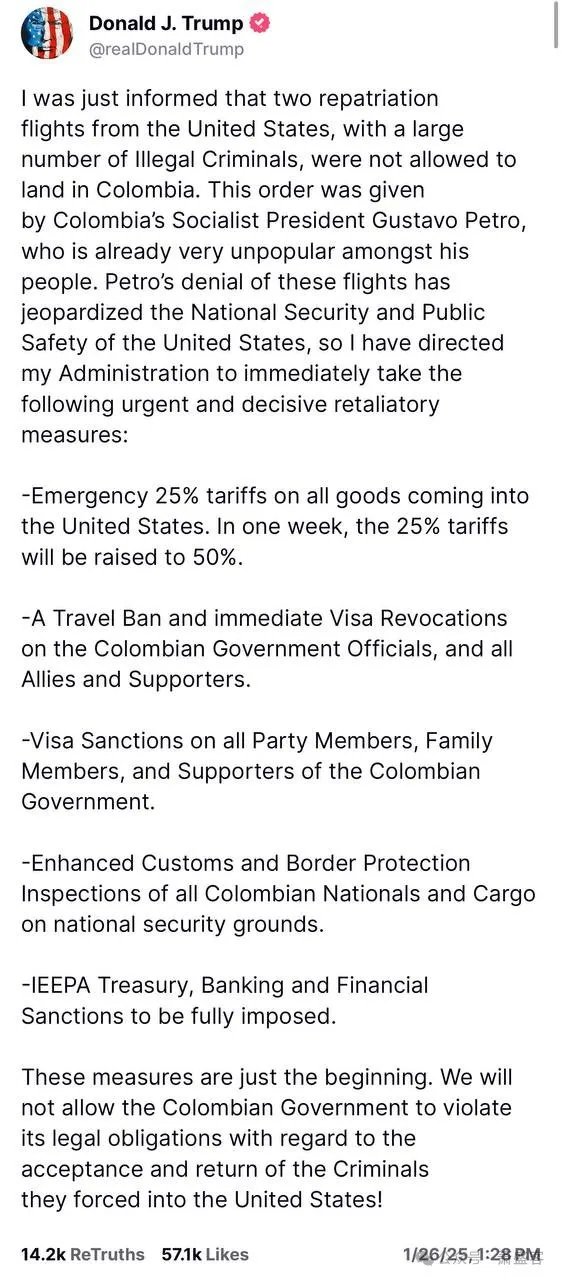 Donald J. Trump
@realDonaldTrump
I was just informed that two repatriation
flights from the United States, with a large
number of Illegal Criminals, were not allowed to
land in Colombia. This order was given
by Colombia’s Socialist President Gustavo Petro,
who is already very unpopular amongst his
people. Petro’s denial of these flights has
jeopardized the National Security and Public
Safety of the United States, so I have directed
my Administration to immediately take the
following urgent and decisive retaliatory
measures:
-Emergency 25% tariffs on all goods coming into
the United States. In one week, the 25% tariffs
will be raised to 50%.
-A Travel Ban and immediate Visa Revocations
on the Colombian Government Officials, and all
Allies and Supporters.
-Visa Sanctions on all Party Members, Family
Members, and Supporters of the Colombian
Government.
-Enhanced Customs and Border Protection
Inspections of all Colombian Nationals and Cargo
on national security grounds.
-IEEPA Treasury, Banking and Financial
Sanctions to be fully imposed.
These measures are just the beginning. We will
not allow the Colombian Government to violate
its legal obligations with regard to the
acceptance and return of the Criminals
they forced into the United States!
14.2k ReTruths 57.1k Likes 1/26/25, 1:28 PM
公众号